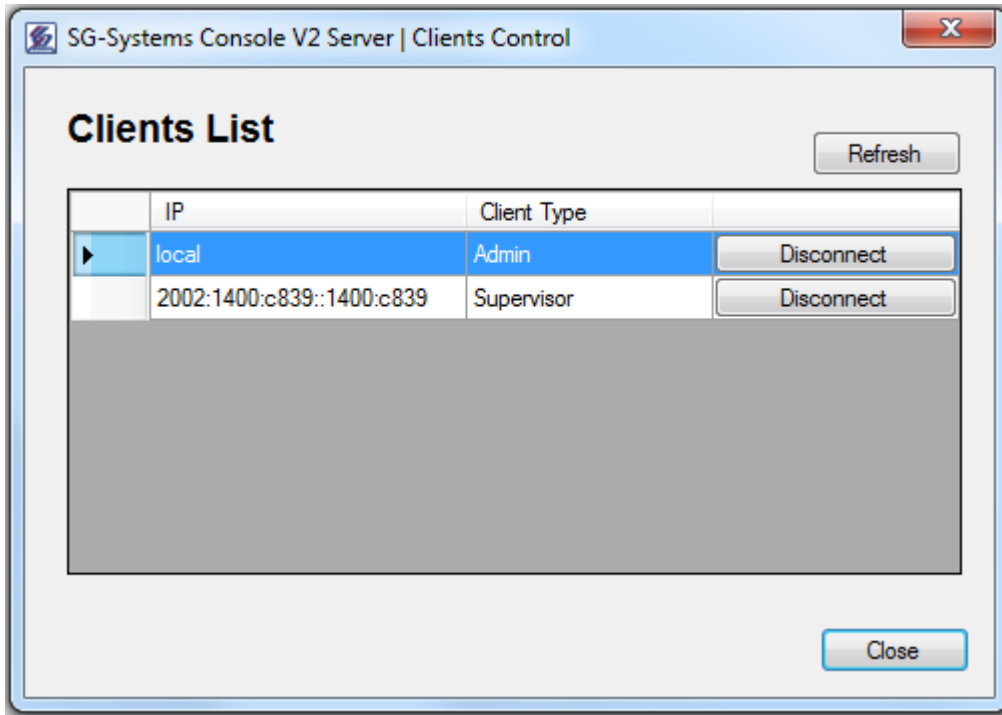 SG-Systems Console V2 Server | Clients Control
Clients List
Refresh
IP Client Type
local Admin Disconnect
2002:1400:c839::1400:c839 Supervisor Disconnect
Close